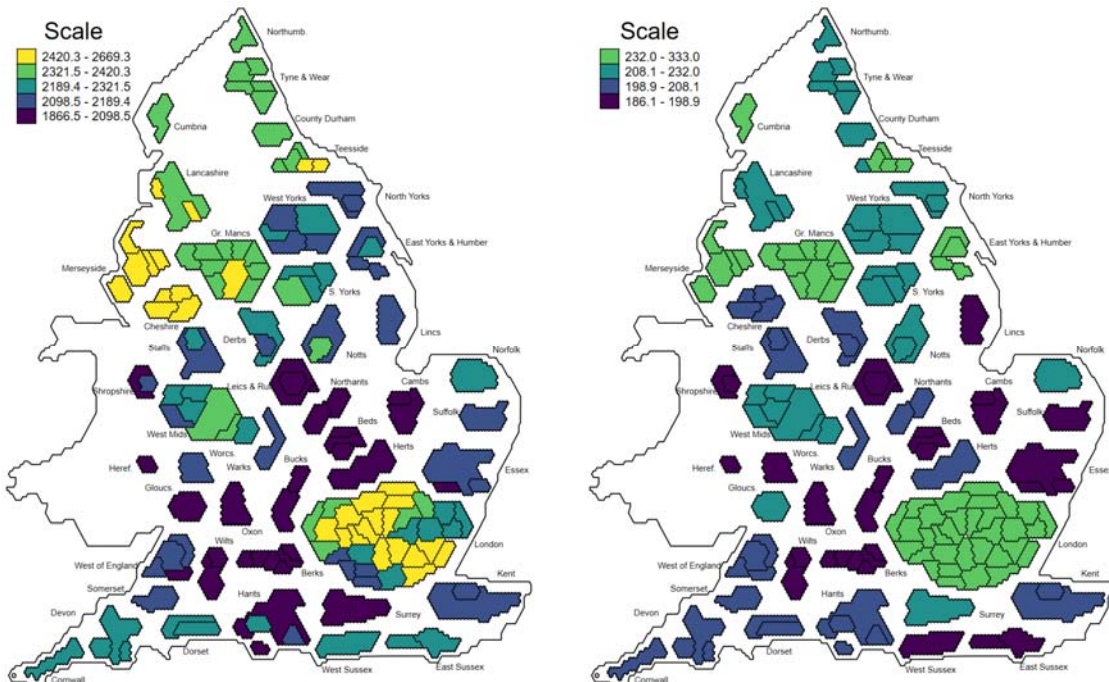 Scale
2420.3 - 2669.3
2321.5 - 2420.3
2189.4 - 2321.5
2098.5 - 2189.4
1866.5 - 2098.5
Northumb.
Tyne & Wear
Cumbria
County Durham
Teesside
Lancashire
West Yorks
North Yorks
Gr. Mancs
East Yorks & Humber
Merseyside
S. Yorks
Cheshire
Staffs
Derbs
Notts
Lincs
Norfolk
Shropshire
Leics & Rut
Northants
Cambs
Suffolk
West Mids
Beds
Worcs.
Warks
Bucks
Herts
Heref.
Essex
Gloucs
Oxon
London
Wilts
West of England
Berks
Kent
Somerset
Hants
Surrey
Devon
Dorset
West Sussex
East Sussex
Cornwall
Scale
232.0 - 333.0
208.1 - 232.0
198.9 - 208.1
186.1 - 198.9
Northumb.
Tyne & Wear
Cumbria
County Durham
Teesside
Lancashire
West Yorks
North Yorks
Gr. Mancs
East Yorks & Humber
Merseyside
S. Yorks
Cheshire
Staffs
Derbs
Notts
Lincs
Norfolk
Shropshire
Leics & Rut
Northants
Cambs
Suffolk
West Mids
Beds
Worcs.
Warks
Bucks
Herts
Heref.
Essex
Gloucs
Oxon
London
Wilts
West of England
Berks
Kent
Somerset
Hants
Surrey
Devon
Dorset
West Sussex
East Sussex
Cornwall